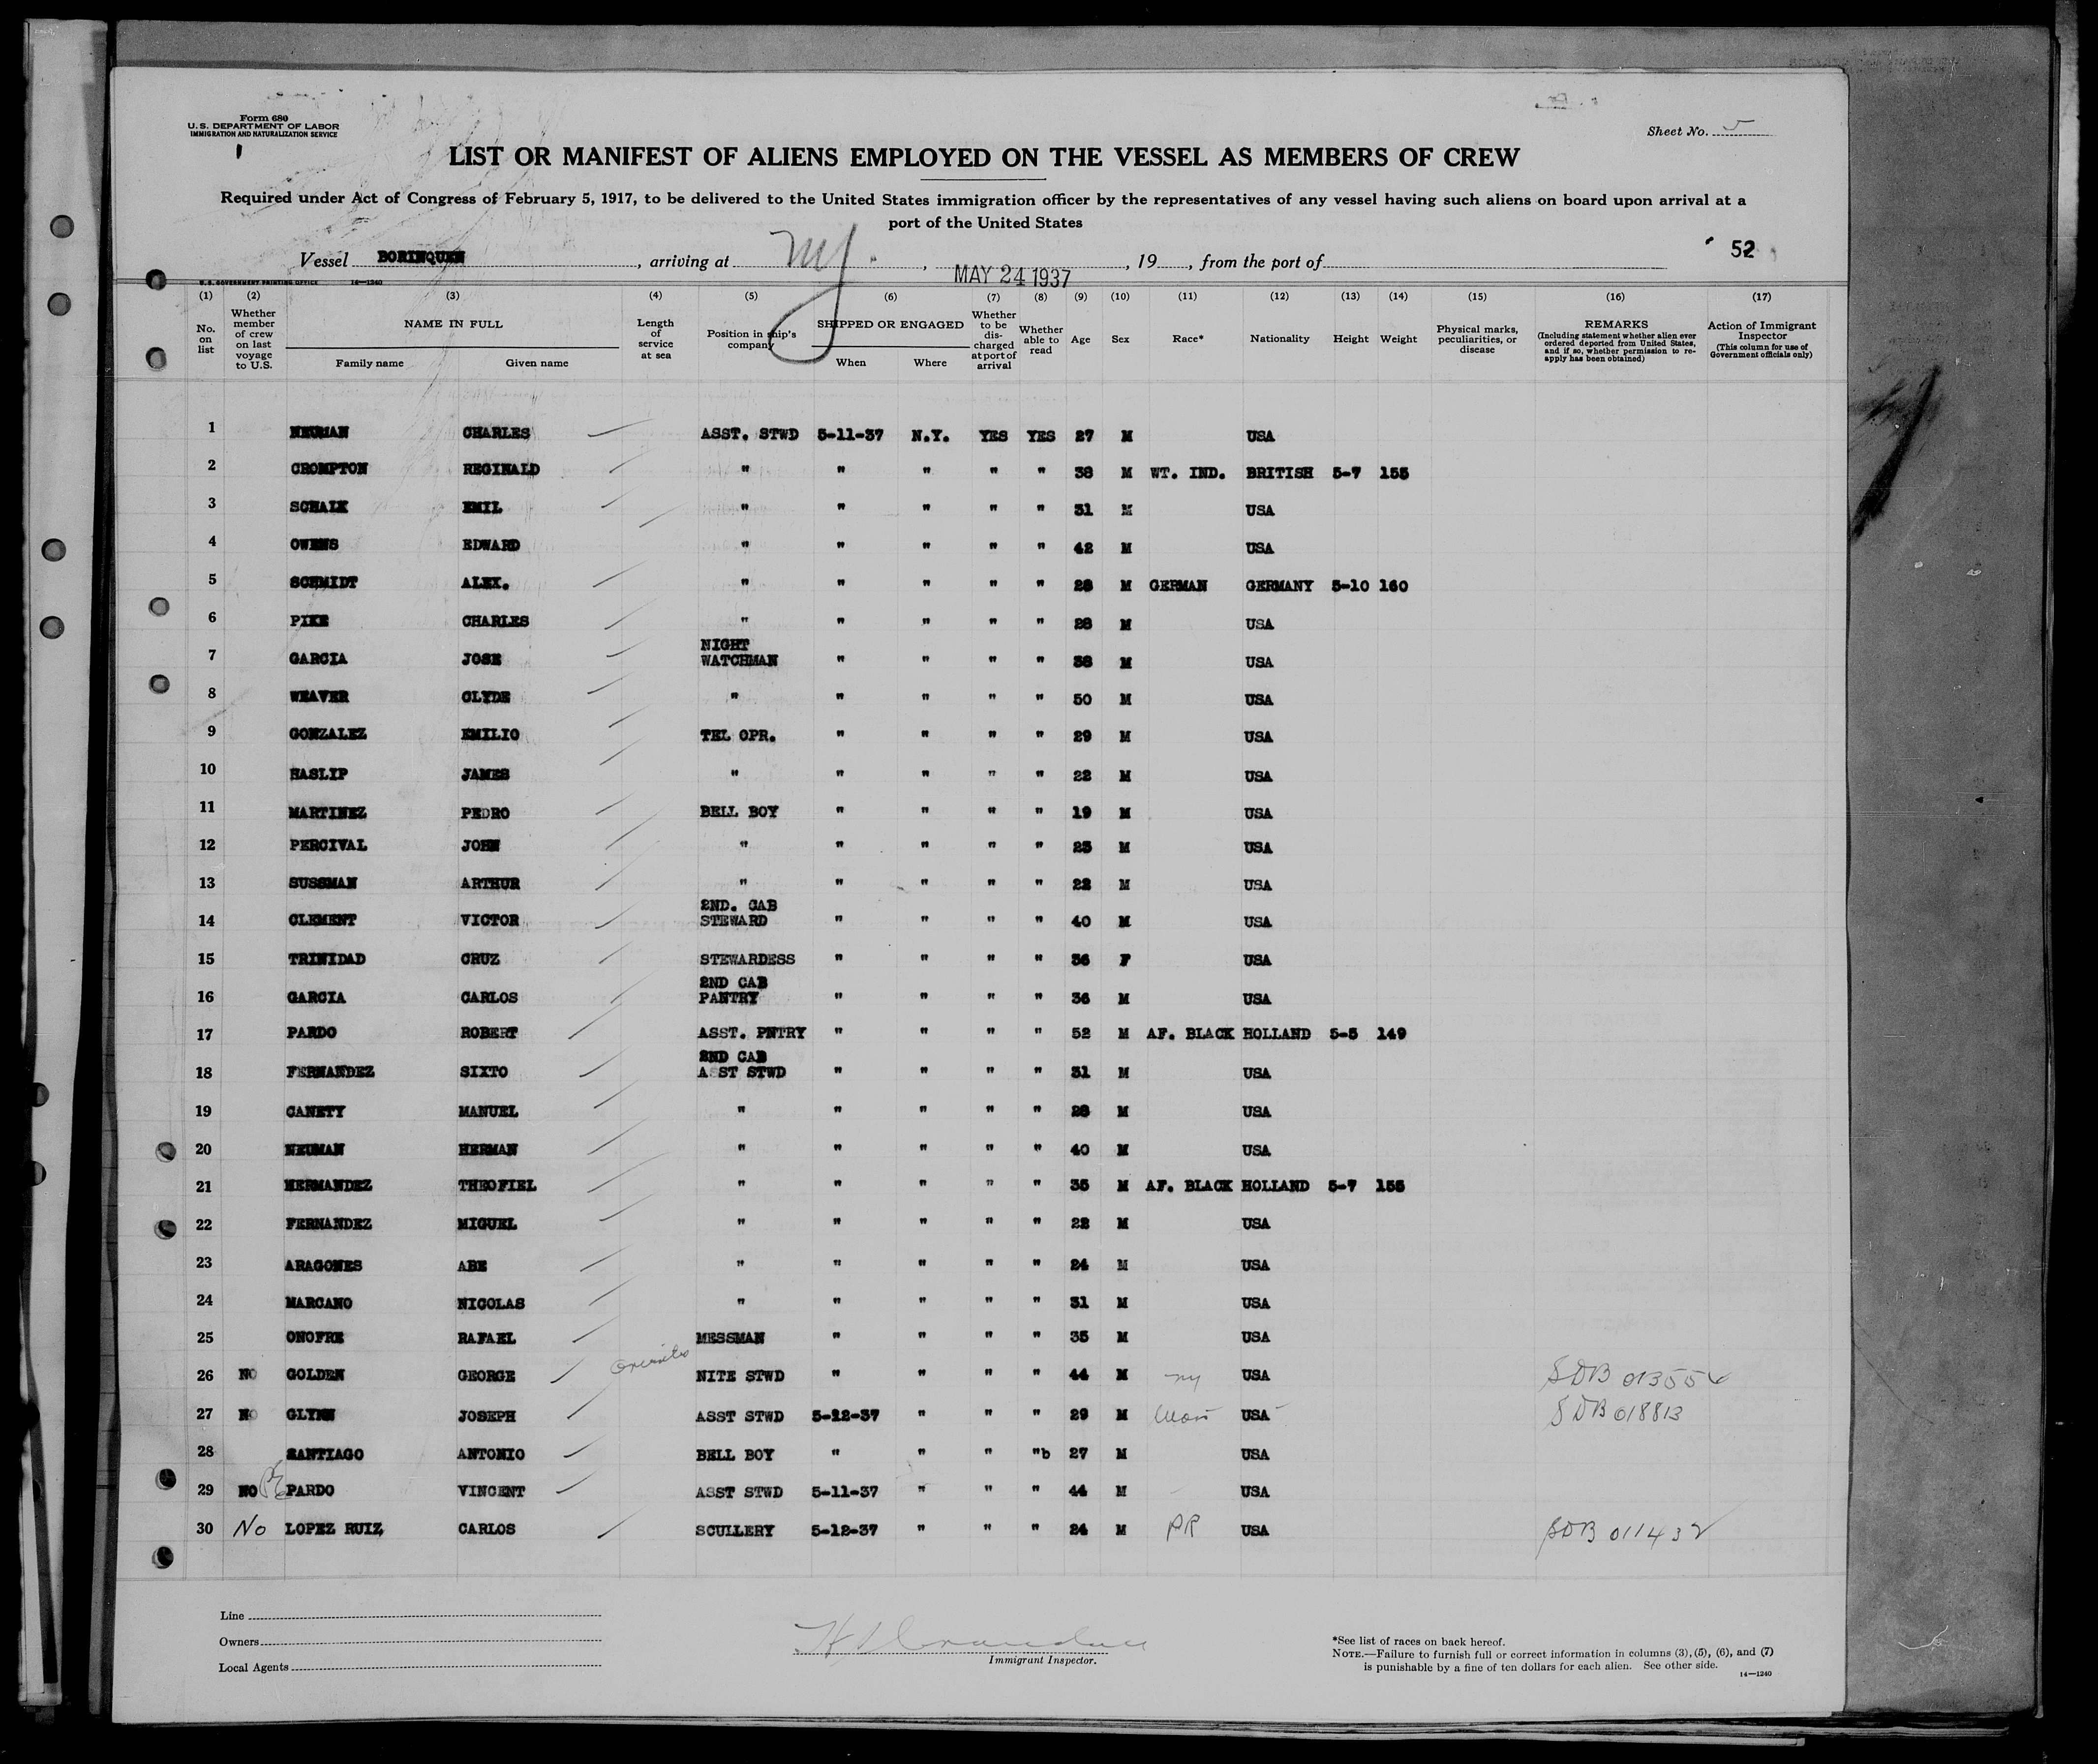 Form 680
U. S. DEPARTMENT OF LABOR
IMMIGRATION AND NATURALIZATION SERVICE
Sheet No. 5
LIST OR MANIFEST OF ALIENS EMPLOYED ON THE VESSEL AS MEMBERS OF CREW
Required under Act of Congress of February 5, 1917, to be delivered to the United States immigration officer by the representatives of any vessel having such aliens on board upon arrival at a
port of the United States
52
Vessel BORINQUEN, arriving at NY, MAY 24 1937, 19, from the port of
U. S. GOVERNMENT PRINTING OFFICE 14—1240
(1) (2) (3) (4) (5) (6) (7) (8) (9) (10) (11) (12) (13) (14) (15) (16) (17)
No. on list
Whether member of crew on last voyage to U.S.
NAME IN FULL
Family name Given name
Length of service at sea
Position in ship's company
SHIPPED OR ENGAGED
When Where
Whether to be discharged at port of arrival
Whether able to read
Age Sex Race* Nationality Height Weight
Physical marks, peculiarities, or disease
REMARKS
(Including statement whether alien ever ordered deported from United States, and if so, whether permission to reapply has been obtained)
Action of Immigrant Inspector
(This column for use of Government officials only)
1 NEUMAN CHARLES ASST. STWD 5-11-37 N.Y. YES YES 27 M USA
2 CROMPTON REGINALD " " " " " 38 M WT. IND. BRITISH 5-7 155
3 SCHALK EMIL " " " " " 31 M USA
4 OWENS EDWARD " " " " " 42 M USA
5 SCHMIDT ALEX. " " " " " 28 M GERMAN GERMANY 5-10 160
6 PIKE CHARLES " " " " " 28 M USA
7 GARCIA JOSE NIGHT WATCHMAN " " " " 38 M USA
8 WEAVER CLYDE " " " " " 50 M USA
9 GONZALEZ EMILIO TEL OPR. " " " " 29 M USA
10 HASLIP JAMES " " " " " 22 M USA
11 MARTINEZ PEDRO BELL BOY " " " " 19 M USA
12 PERCIVAL JOHN " " " " " 23 M USA
13 SUSSMAN ARTHUR " " " " " 22 M USA
14 CLEMENT VICTOR 2ND. CAB STEWARD " " " " 40 M USA
15 TRINIDAD CRUZ STEWARDESS " " " " 36 F USA
16 GARCIA CARLOS 2ND CAB PANTRY " " " " 36 M USA
17 PARDO ROBERT ASST. PNTRY " " " " 52 M AF. BLACK HOLLAND 5-5 149
18 FERNANDEZ SIXTO 2ND CAB ASST STWD " " " " 31 M USA
19 CANETY MANUEL " " " " " 28 M USA
20 NEUMAN HERMAN " " " " " 40 M USA
21 HERNANDEZ THEOFIEL " " " " " 35 M AF. BLACK HOLLAND 5-7 155
22 FERNANDEZ MIGUEL " " " " " 22 M USA
23 ARAGONES ABE " " " " " 24 M USA
24 MARCANO NICOLAS " " " " " 31 M USA
25 ONOFRE RAFAEL MESSMAN " " " " 35 M USA
26 NO GOLDEN GEORGE NITE STWD " " " " 44 M NY USA
27 NO GLYNN JOSEPH ASST STWD 5-12-37 " " " 29 M USA SDB 018813
28 SANTIAGO ANTONIO BELL BOY " " " "b 27 M USA
29 NO PARDO VINCENT ASST STWD 5-11-37 " " " 44 M USA
30 No LOPEZ RUIZ, CARLOS SCULLERY 5-12-37 " " " 24 M PR USA SDB 011432
Line
Owners
Local Agents
Immigrant Inspector.
*See list of races on back hereof.
NOTE.—Failure to furnish full or correct information in columns (3), (5), (6), and (7)
is punishable by a fine of ten dollars for each alien. See other side.
14—1240